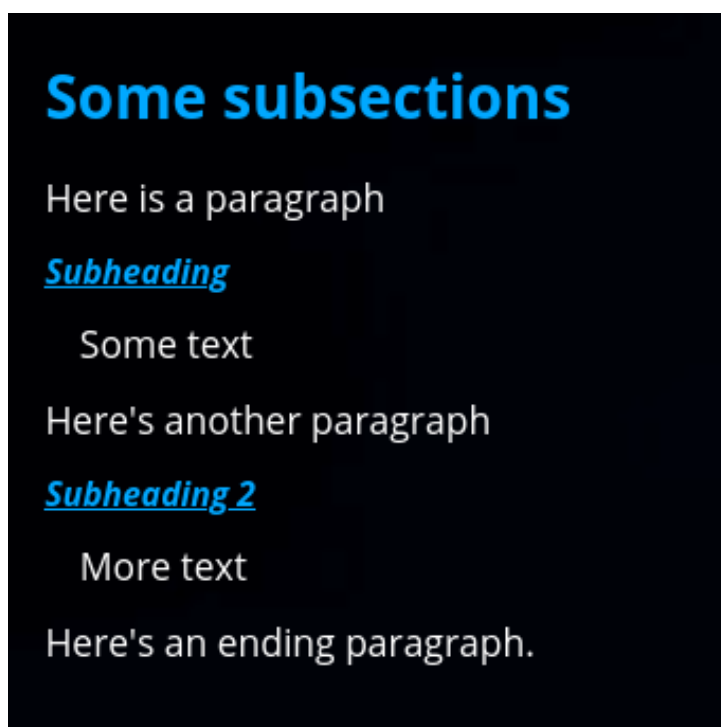 Some subsections
Here is a paragraph
Subheading
Some text
Here's another paragraph
Subheading 2
More text
Here's an ending paragraph.